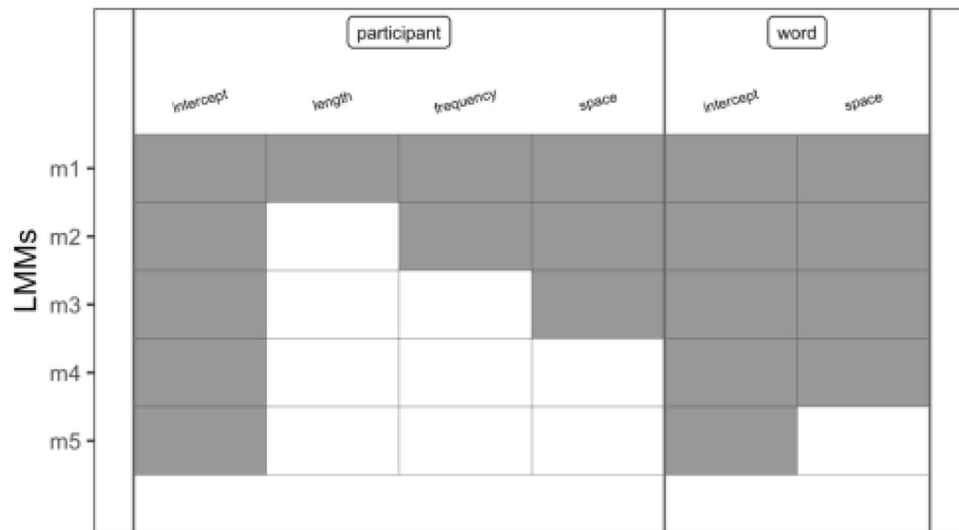 participant word
intercept length frequency space intercept space
LMMs
m1
m2
m3
m4
m5